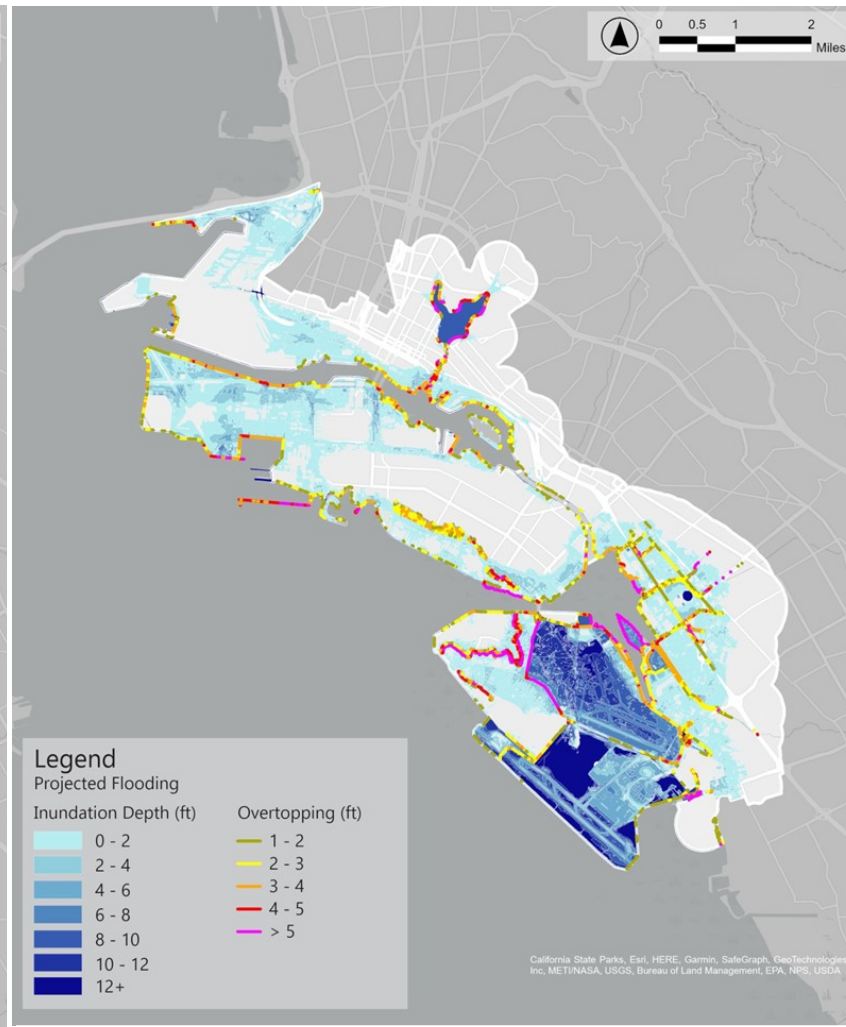 0 0.5 1 2
Miles
Legend
Projected Flooding
Inundation Depth (ft)
0 - 2
2 - 4
4 - 6
6 - 8
8 - 10
10 - 12
12+
Overtopping (ft)
1 - 2
2 - 3
3 - 4
4 - 5
> 5
California State Parks, Esri, HERE, Garmin, SafeGraph, GeoTechnologies
Inc, METI/NASA, USGS, Bureau of Land Management, EPA, NPS, USDA